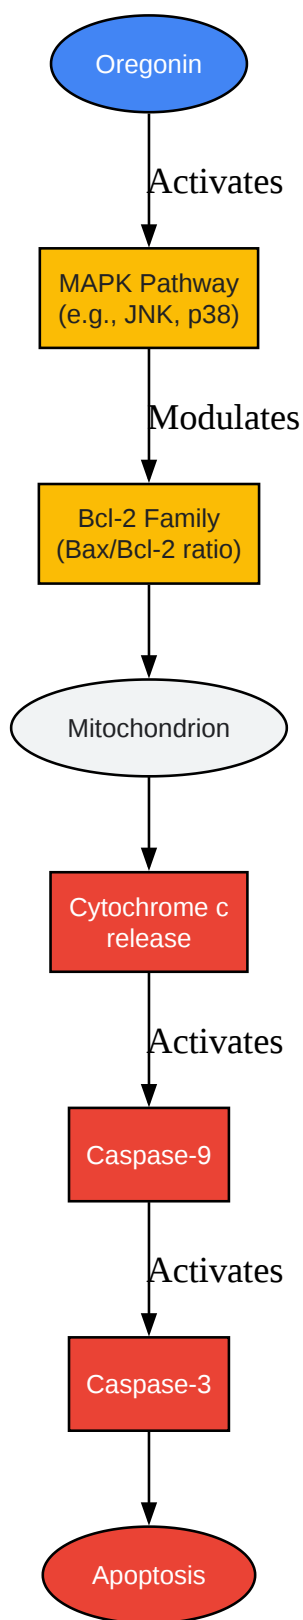 Oregonin
Activates
MAPK Pathway
(e.g., JNK, p38)
Modulates
Bcl-2 Family
(Bax/Bcl-2 ratio)
Mitochondrion
Cytochrome c
release
Activates
Caspase-9
Activates
Caspase-3
Apoptosis